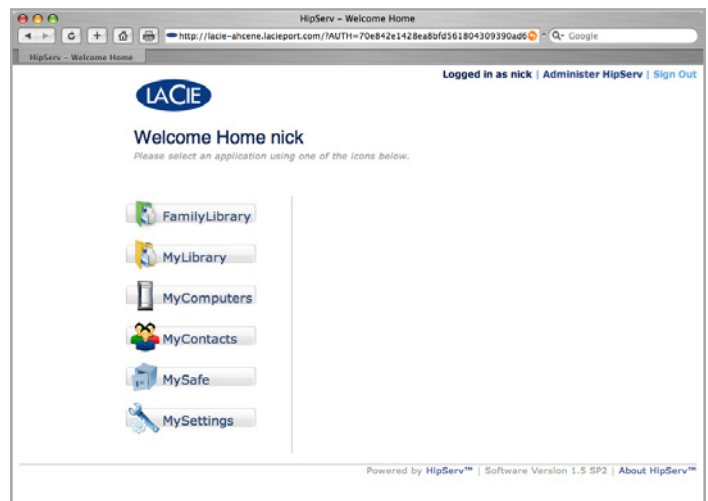 HipServ – Welcome Home
http://lacie-ahcene.lacieport.com/?AUTH=70e842e1428ea8bfd561804309390ad6
Google
HipServ – Welcome Home
Logged in as nick | Administer HipServ | Sign Out
LACIE
Welcome Home nick
Please select an application using one of the icons below.
FamilyLibrary
MyLibrary
MyComputers
MyContacts
MySafe
MySettings
Powered by HipServ™ | Software Version 1.5 SP2 | About HipServ™